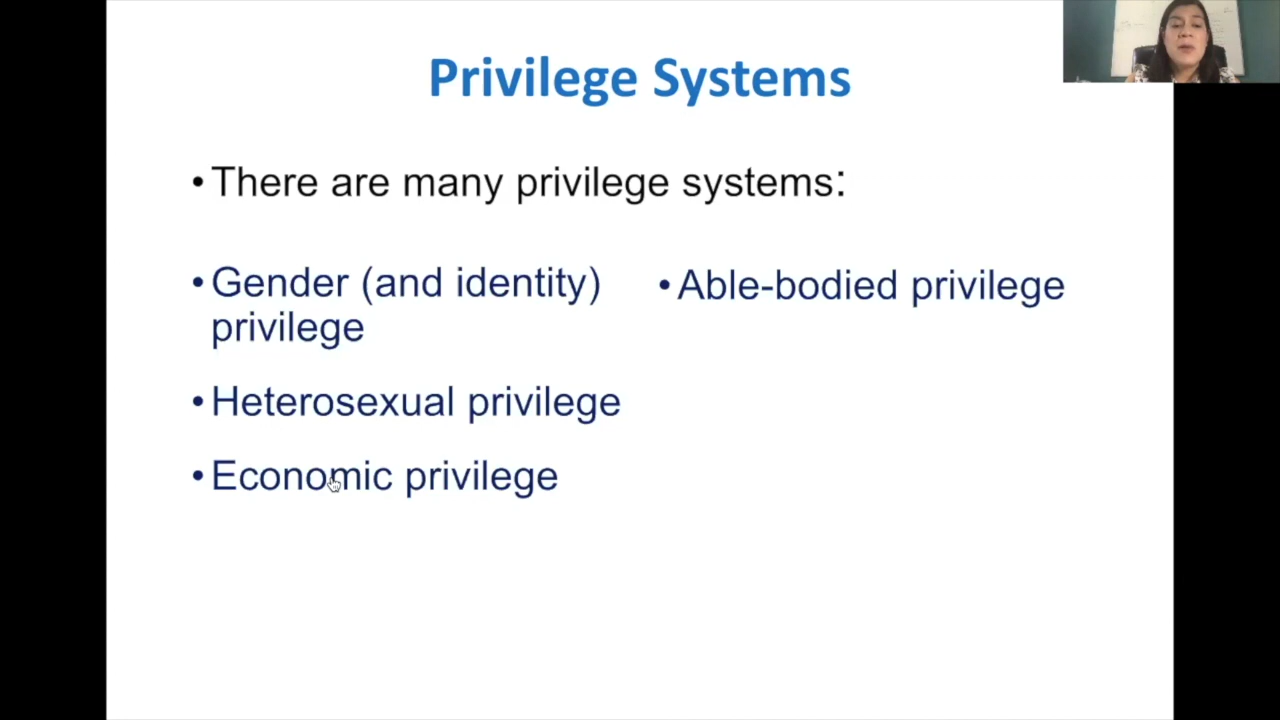 Privilege Systems
• There are many privilege systems:
• Gender (and identity)
privilege
• Heterosexual privilege
• Economic privilege
• Able-bodied privilege